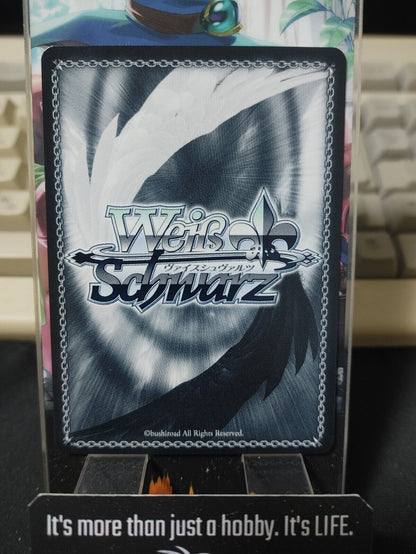 Weiß
Schwarz
ヴァイスシュヴァルツ
©bushiroad All Rights Reserved.
It's more than just a hobby. It's LIFE.